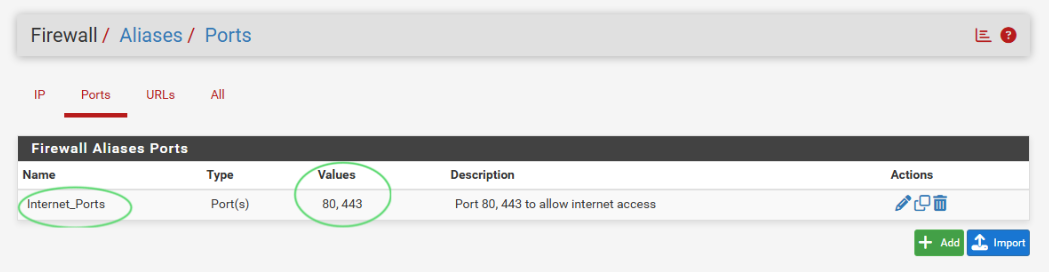 Firewall / Aliases / Ports
IP Ports URLs All
Firewall Aliases Ports
Name Type Values Description Actions
Internet_Ports Port(s) 80, 443 Port 80, 443 to allow internet access
Add Import